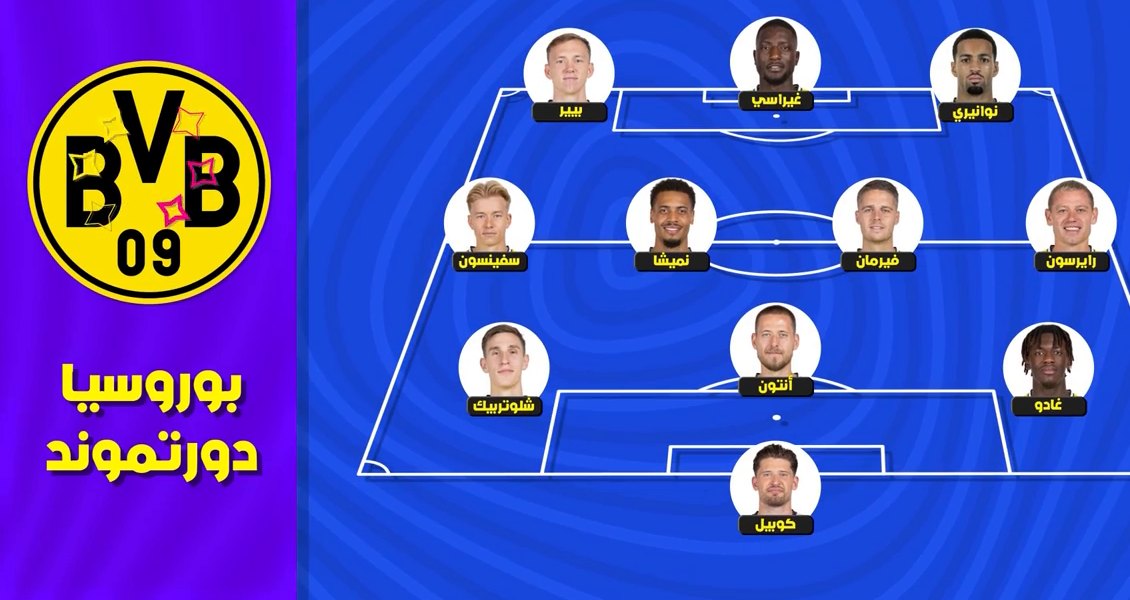 BVB
09
بوروسيا
دورتموند
بيير
غيراسي
نوانيري
سفينسون
نميشا
فيرمان
رايرسون
شلوتربيك
أنتون
غادو
كوبيل